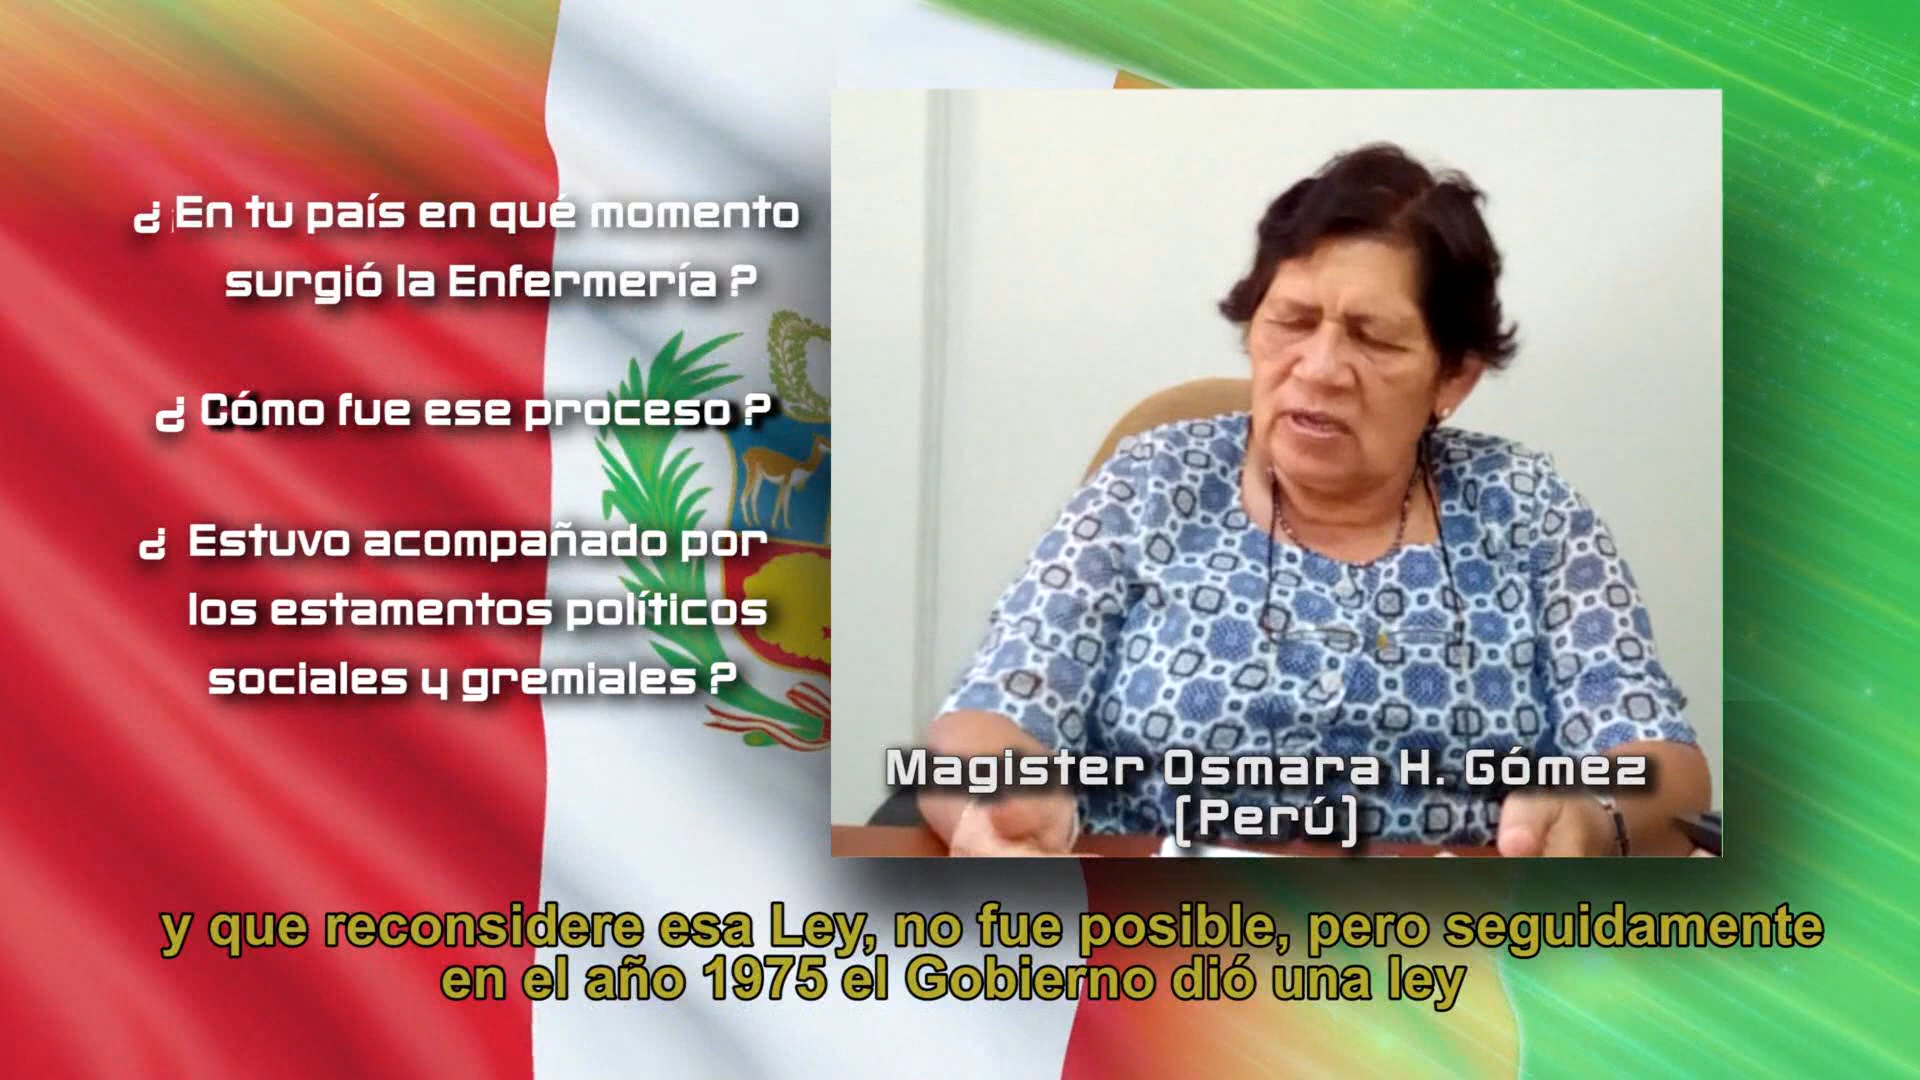 ¿ En tu país en qué momento
surgió la Enfermería ?
¿ Cómo fue ese proceso ?
¿ Estuvo acompañado por
los estamentos políticos
sociales y gremiales ?
Magister Osmara H. Gómez
(Perú)
y que reconsidere esa Ley, no fue posible, pero seguidamente
en el año 1975 el Gobierno dió una ley